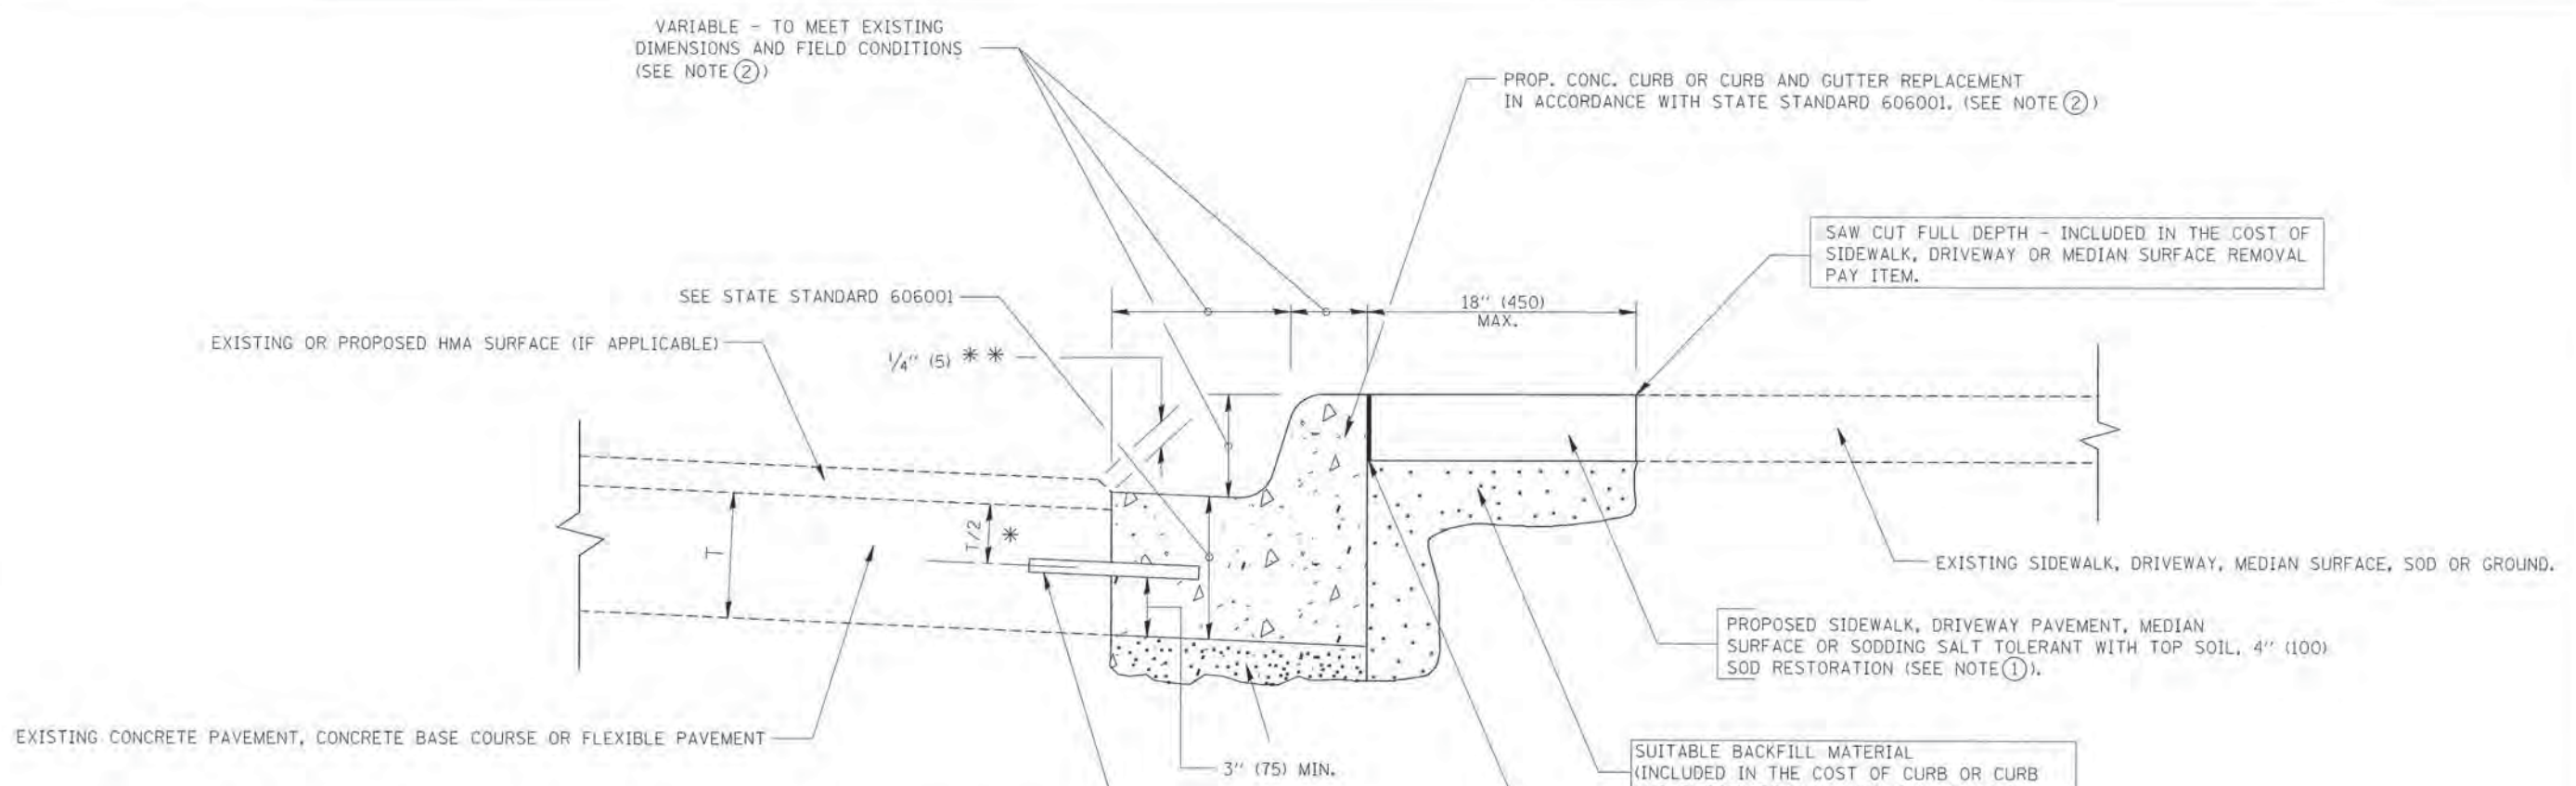 VARIABLE - TO MEET EXISTING
DIMENSIONS AND FIELD CONDITIONS
(SEE NOTE ②)
PROP. CONC. CURB OR CURB AND GUTTER REPLACEMENT
IN ACCORDANCE WITH STATE STANDARD 606001. (SEE NOTE ②)
SAW CUT FULL DEPTH - INCLUDED IN THE COST OF
SIDEWALK, DRIVEWAY OR MEDIAN SURFACE REMOVAL
PAY ITEM.
SEE STATE STANDARD 606001
18" (450)
MAX.
EXISTING OR PROPOSED HMA SURFACE (IF APPLICABLE)
1/4" (5) * *
T
T/2
*
EXISTING SIDEWALK, DRIVEWAY, MEDIAN SURFACE, SOD OR GROUND.
PROPOSED SIDEWALK, DRIVEWAY PAVEMENT, MEDIAN
SURFACE OR SODDING SALT TOLERANT WITH TOP SOIL, 4" (100)
SOD RESTORATION (SEE NOTE ①).
EXISTING CONCRETE PAVEMENT, CONCRETE BASE COURSE OR FLEXIBLE PAVEMENT
3" (75) MIN.
SUITABLE BACKFILL MATERIAL
(INCLUDED IN THE COST OF CURB OR CURB